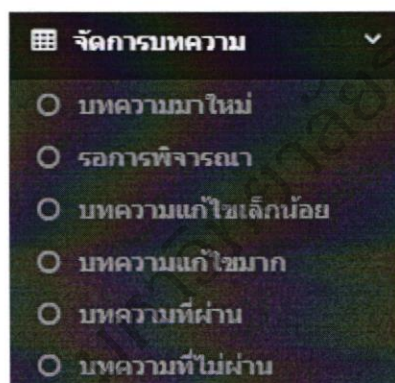 จัดการบทความ
บทความมาใหม่
รอการพิจารณา
บทความแก้ไขเล็กน้อย
บทความแก้ไขมาก
บทความที่ผ่าน
บทความที่ไม่ผ่าน